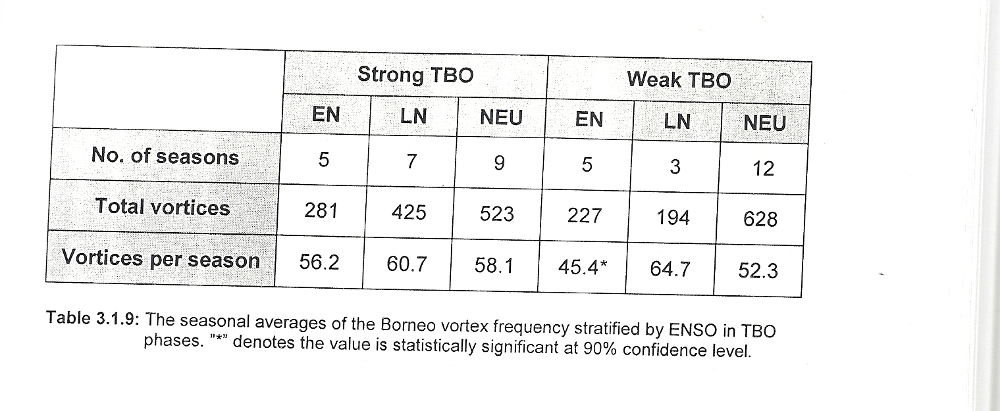 Strong TBO Weak TBO
EN LN NEU EN LN NEU
No. of seasons 5 7 9 5 3 12
Total vortices 281 425 523 227 194 628
Vortices per season 56.2 60.7 58.1 45.4* 64.7 52.3
Table 3.1.9: The seasonal averages of the Borneo vortex frequency stratified by ENSO in TBO
phases. "*" denotes the value is statistically significant at 90% confidence level.